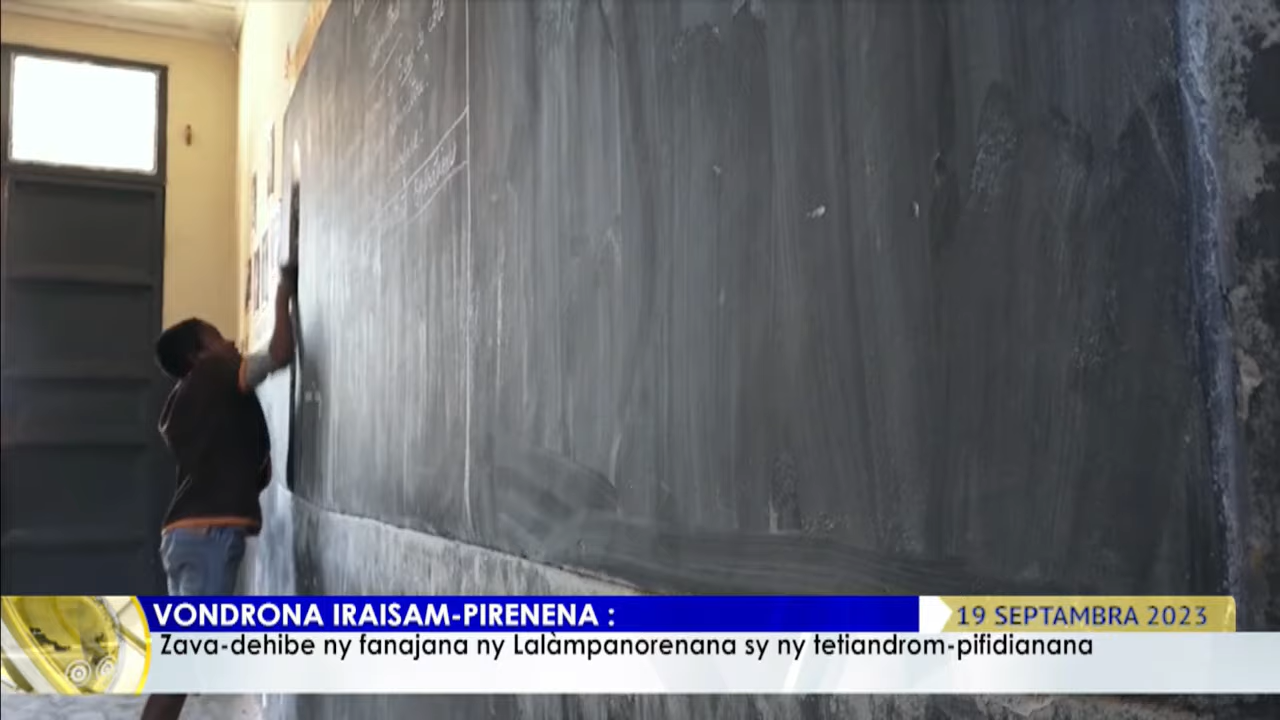 VONDRONA IRAISAM-PIRENENA :
19 SEPTAMBRA 2023
Zava-dehibe ny fanajana ny Lalàmpanorenana sy ny tetiandrom-pifidianana